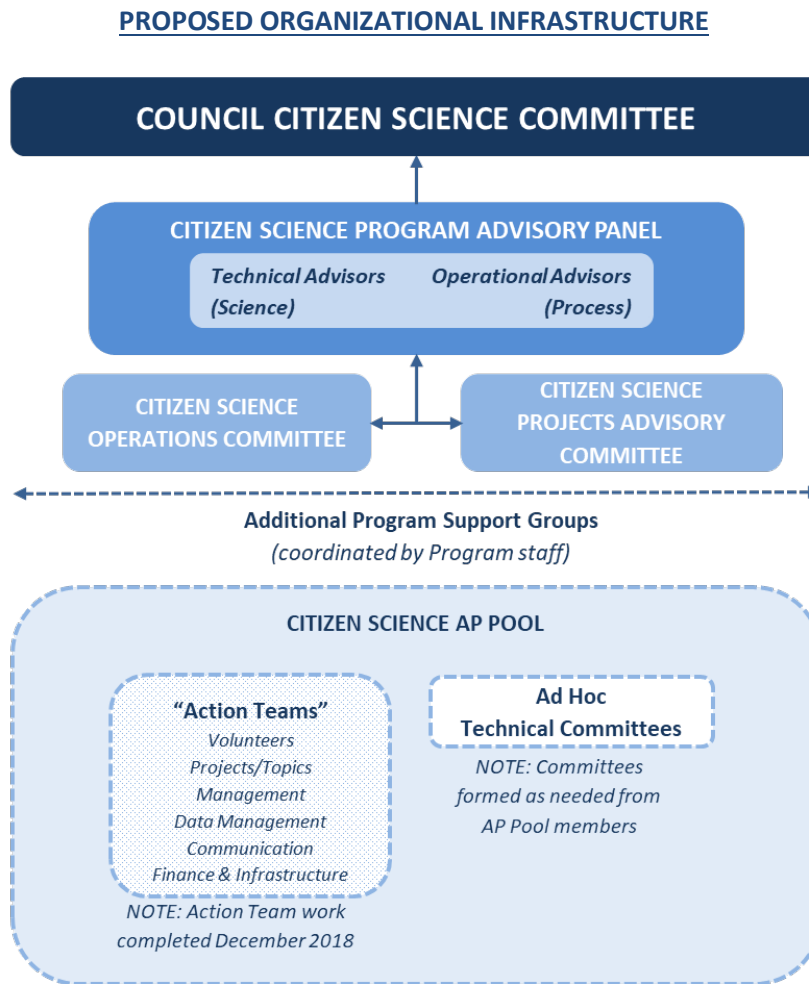 PROPOSED ORGANIZATIONAL INFRASTRUCTURE
COUNCIL CITIZEN SCIENCE COMMITTEE
CITIZEN SCIENCE PROGRAM ADVISORY PANEL
Technical Advisors
(Science)
Operational Advisors
(Process)
CITIZEN SCIENCE
OPERATIONS COMMITTEE
CITIZEN SCIENCE
PROJECTS ADVISORY
COMMITTEE
Additional Program Support Groups
(coordinated by Program staff)
CITIZEN SCIENCE AP POOL
“Action Teams”
Volunteers
Projects/Topics
Management
Data Management
Communication
Finance & Infrastructure
NOTE: Action Team work
completed December 2018
Ad Hoc
Technical Committees
NOTE: Committees
formed as needed from
AP Pool members